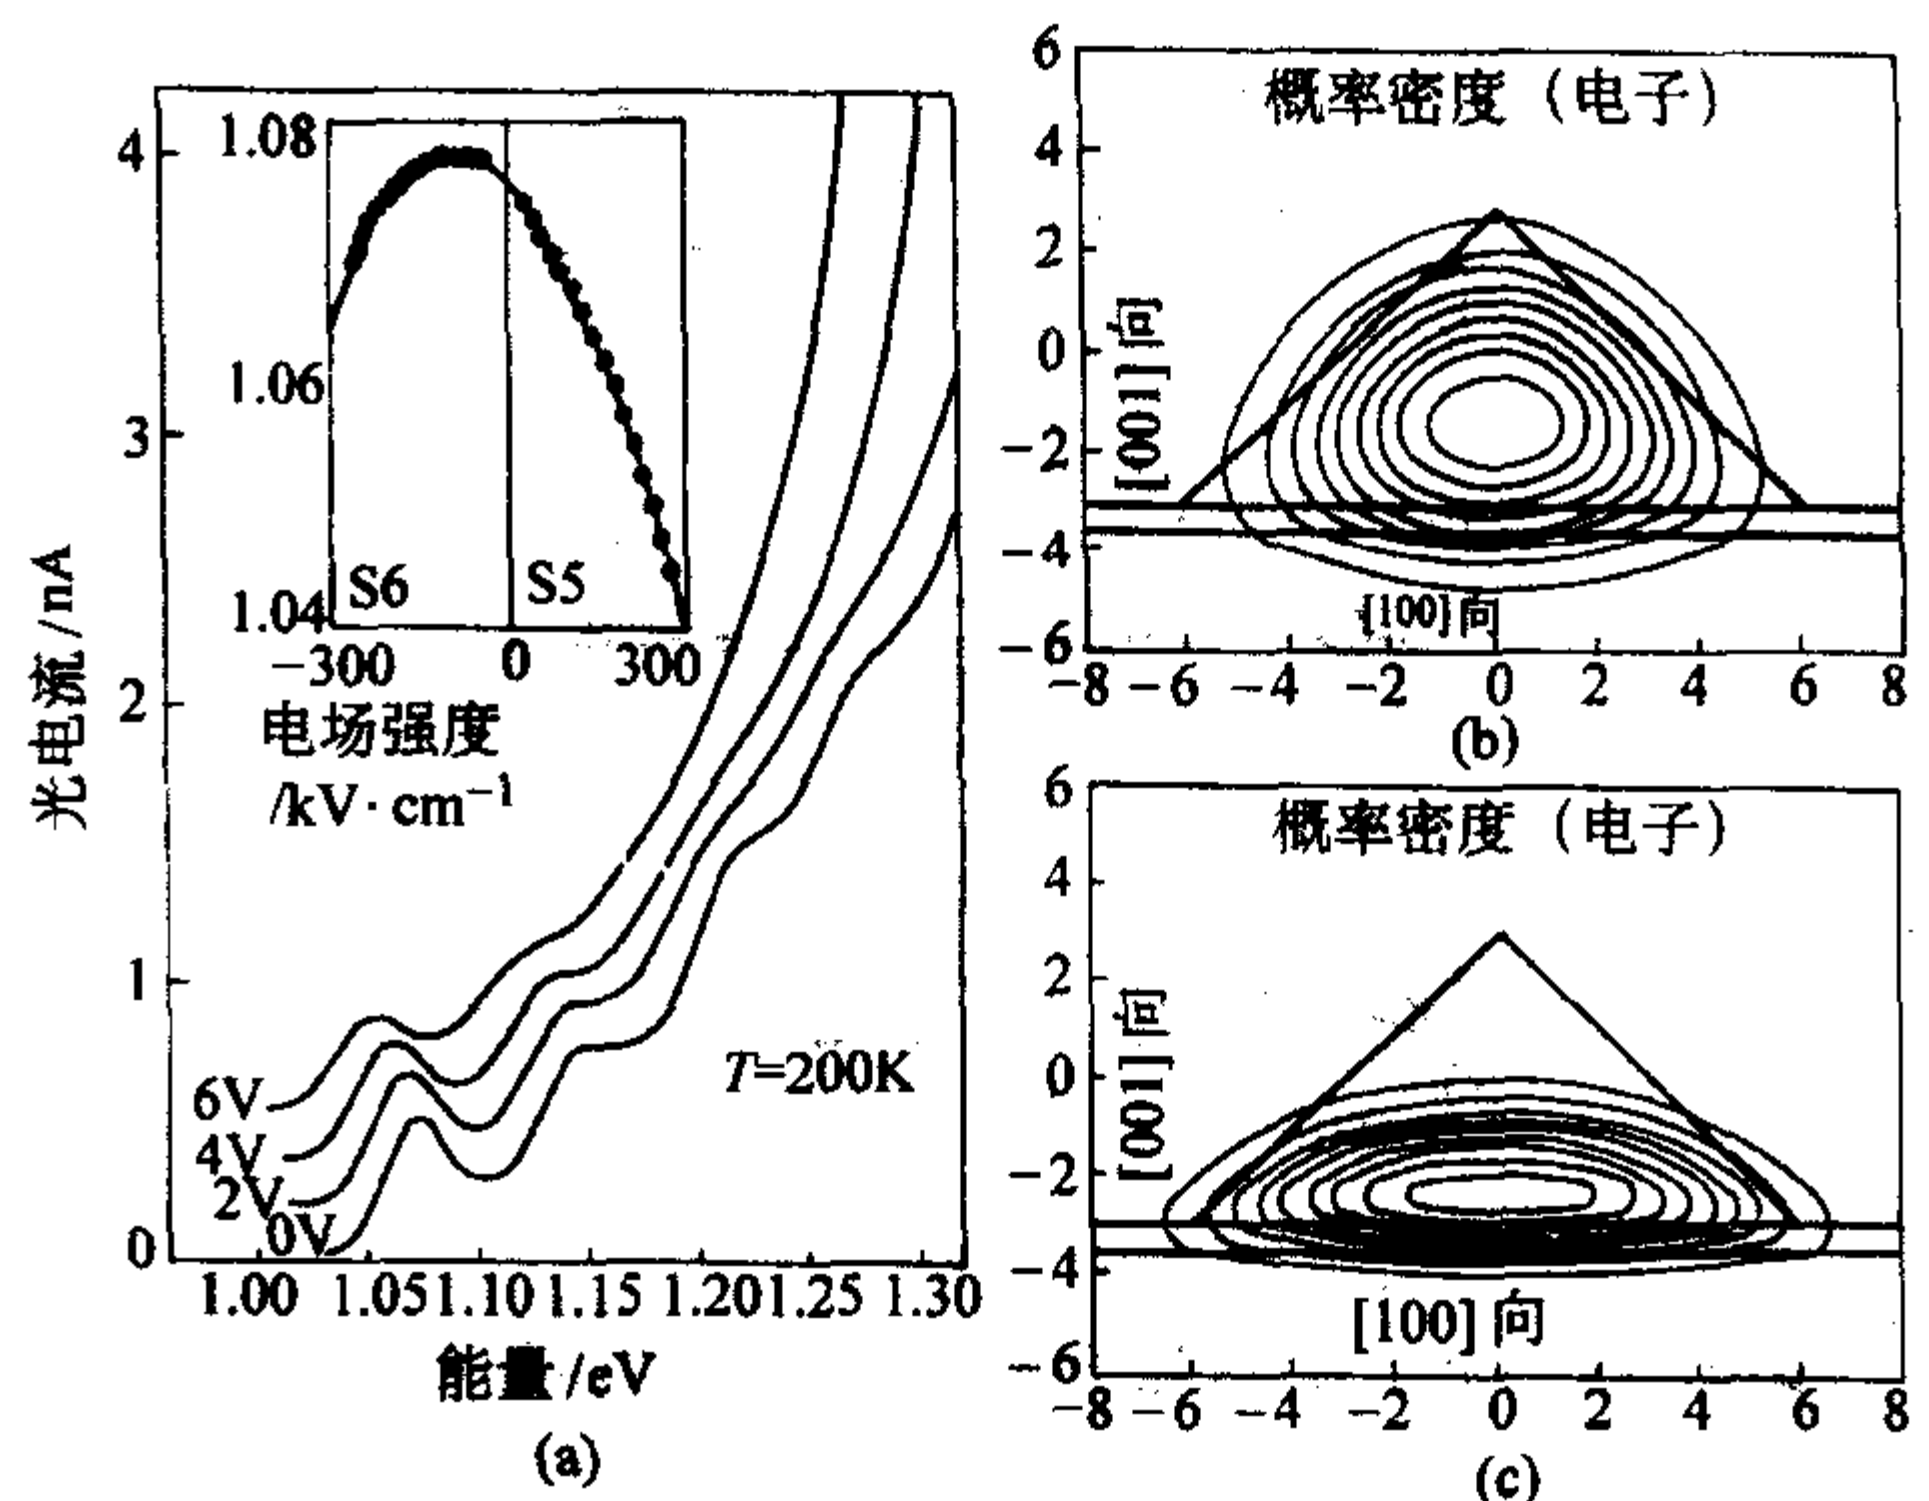 光电流/nA
4
3
2
1
0
1.08
1.06
1.04
S6
S5
-300
0
300
电场强度
/kV·cm⁻¹
6V
4V
2V
0V
T=200K
1.00
1.05
1.10
1.15
1.20
1.25
1.30
能量/eV
(a)
概率密度（电子）
[001]向
6
4
2
0
-2
-4
-6
[100]向
-8
-6
-4
-2
0
2
4
6
8
(b)
概率密度（电子）
[001]向
6
4
2
0
-2
-4
-6
[100]向
-8
-6
-4
-2
0
2
4
6
8
(c)